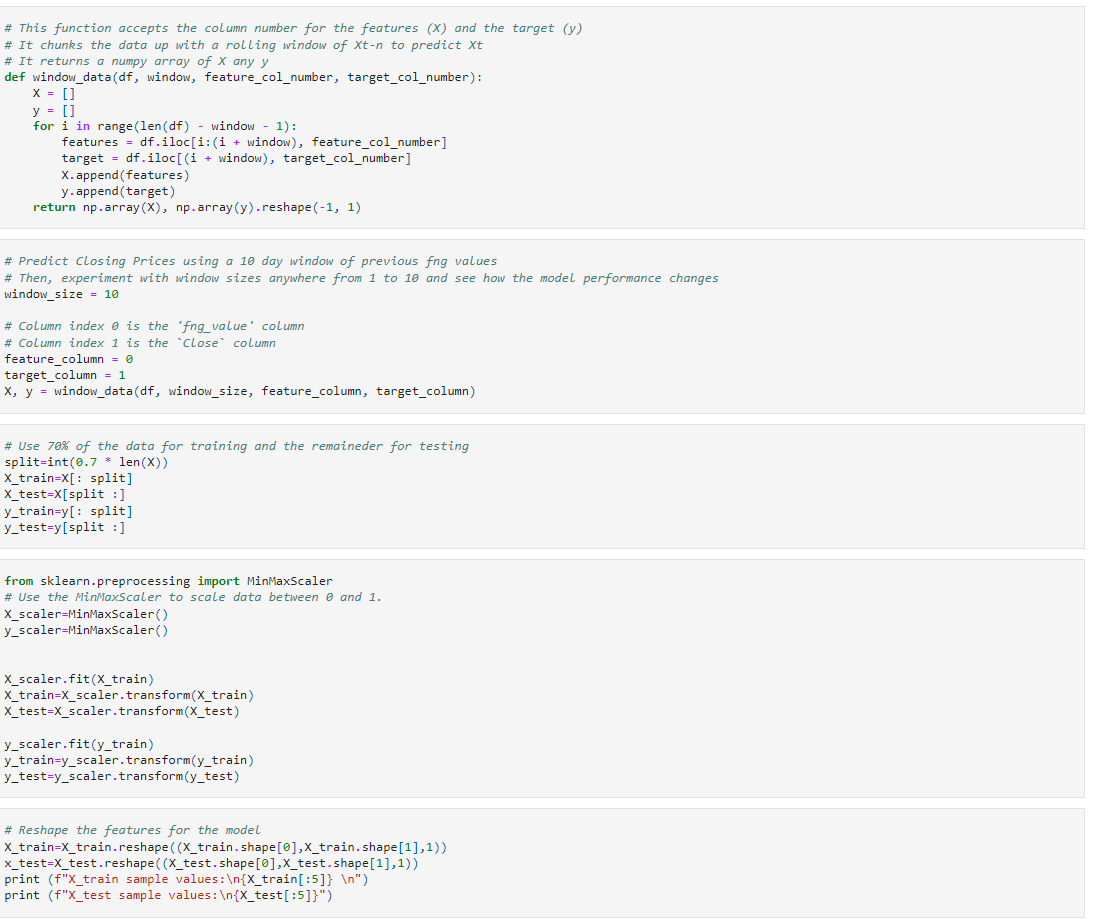 # This function accepts the column number for the features (X) and the target (y)
# It chunks the data up with a rolling window of Xt-n to predict Xt
# It returns a numpy array of X any y
def window_data(df, window, feature_col_number, target_col_number):
    X = []
    y = []
    for i in range(len(df) - window - 1):
        features = df.iloc[i:(i + window), feature_col_number]
        target = df.iloc[(i + window), target_col_number]
        X.append(features)
        y.append(target)
    return np.array(X), np.array(y).reshape(-1, 1)
# Predict Closing Prices using a 10 day window of previous fng values
# Then, experiment with window sizes anywhere from 1 to 10 and see how the model performance changes
window_size = 10
# Column index 0 is the 'fng_value' column
# Column index 1 is the `Close` column
feature_column = 0
target_column = 1
X, y = window_data(df, window_size, feature_column, target_column)
# Use 70% of the data for training and the remaineder for testing
split=int(0.7 * len(X))
X_train=X[: split]
X_test=X[split :]
y_train=y[: split]
y_test=y[split :]
from sklearn.preprocessing import MinMaxScaler
# Use the MinMaxScaler to scale data between 0 and 1.
X_scaler=MinMaxScaler()
y_scaler=MinMaxScaler()
X_scaler.fit(X_train)
X_train=X_scaler.transform(X_train)
X_test=X_scaler.transform(X_test)
y_scaler.fit(y_train)
y_train=y_scaler.transform(y_train)
y_test=y_scaler.transform(y_test)
# Reshape the features for the model
X_train=X_train.reshape((X_train.shape[0],X_train.shape[1],1))
x_test=X_test.reshape((X_test.shape[0],X_test.shape[1],1))
print (f"X_train sample values:\n{X_train[:5]} \n")
print (f"X_test sample values:\n{X_test[:5]}")